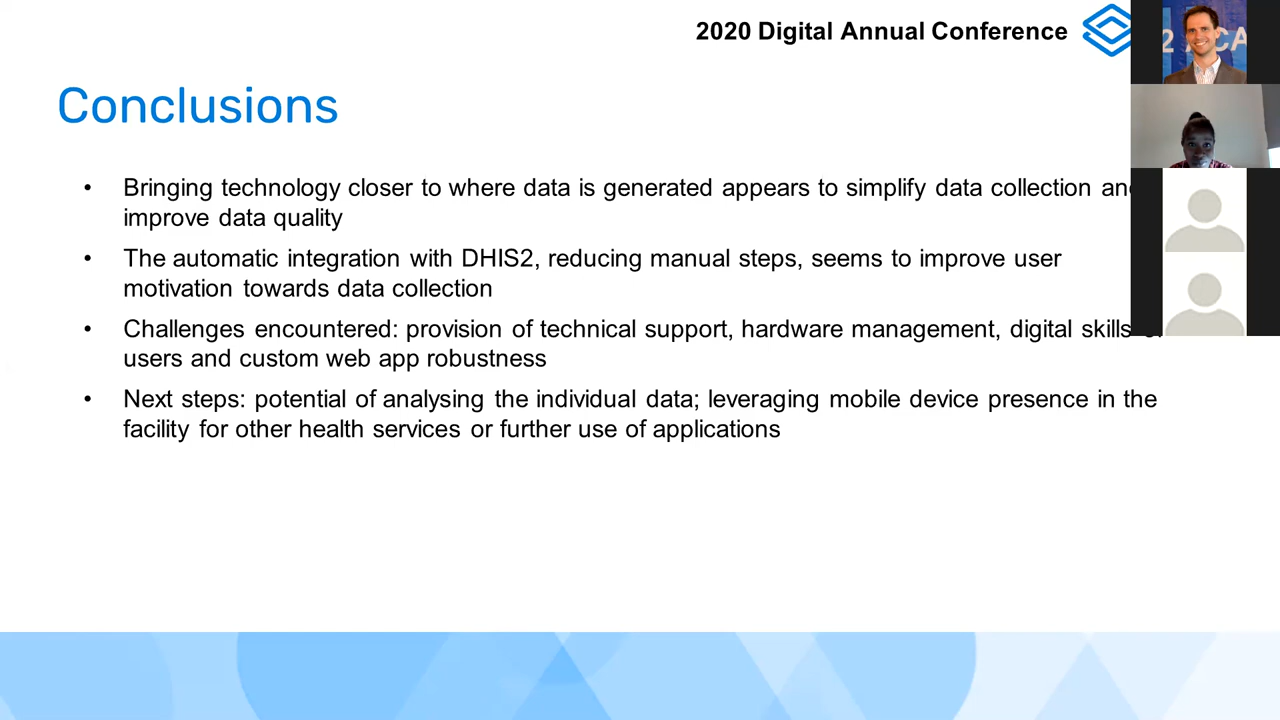 2020 Digital Annual Conference
2 ACA
Conclusions
• Bringing technology closer to where data is generated appears to simplify data collection and
improve data quality
• The automatic integration with DHIS2, reducing manual steps, seems to improve user
motivation towards data collection
• Challenges encountered: provision of technical support, hardware management, digital skills
users and custom web app robustness
• Next steps: potential of analysing the individual data; leveraging mobile device presence in the
facility for other health services or further use of applications